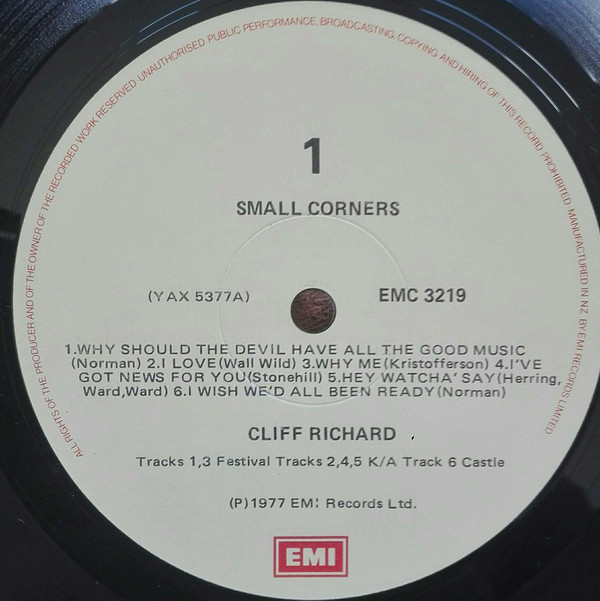 ALL RIGHTS OF THE PRODUCER AND OF THE OWNER OF THE RECORDED WORK RESERVED UNAUTHORISED PUBLIC PERFORMANCE, BROADCASTING, COPYING AND HIRING OF THIS RECORD PROHIBITED MANUFACTURED IN NZ BY EMI RECORDS LIMITED
1
SMALL CORNERS
(YAX 5377A) EMC 3219
1.WHY SHOULD THE DEVIL HAVE ALL THE GOOD MUSIC
(Norman) 2.I LOVE(Wall Wild) 3.WHY ME(Kristofferson) 4.I'VE
GOT NEWS FOR YOU(Stonehill) 5.HEY WATCHA' SAY(Herring,
Ward,Ward) 6.I WISH WE'D ALL BEEN READY(Norman)
CLIFF RICHARD
Tracks 1,3 Festival Tracks 2,4,5 K/A Track 6 Castle
(P)1977 EMI Records Ltd.
EMI